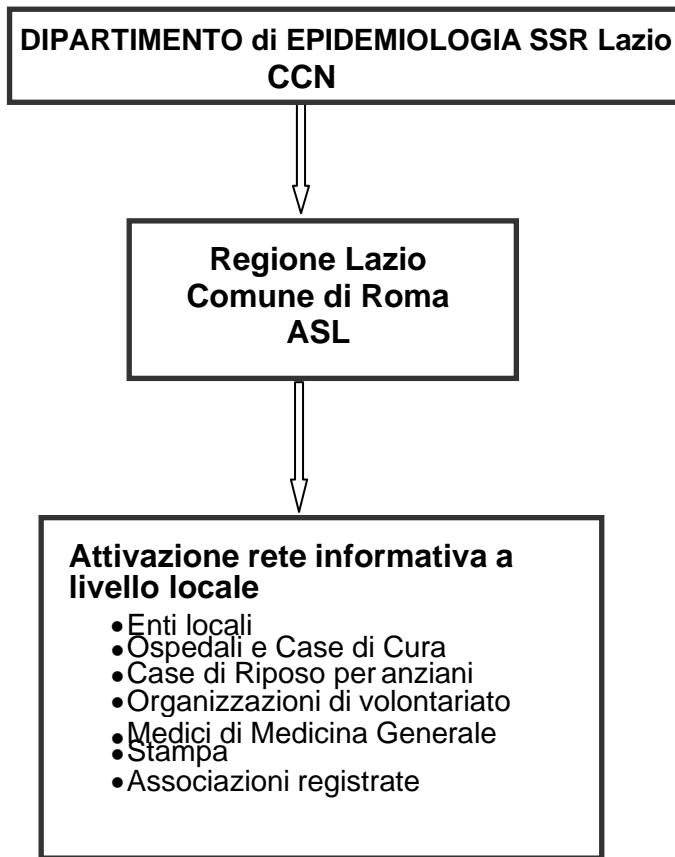 DIPARTIMENTO di EPIDEMIOLOGIA SSR Lazio
CCN
Regione Lazio
Comune di Roma
ASL
Attivazione rete informativa a
livello locale
•Enti locali
•Ospedali e Case di Cura
•Case di Riposo per anziani
•Organizzazioni di volontariato
•Medici di Medicina Generale
•Stampa
•Associazioni registrate